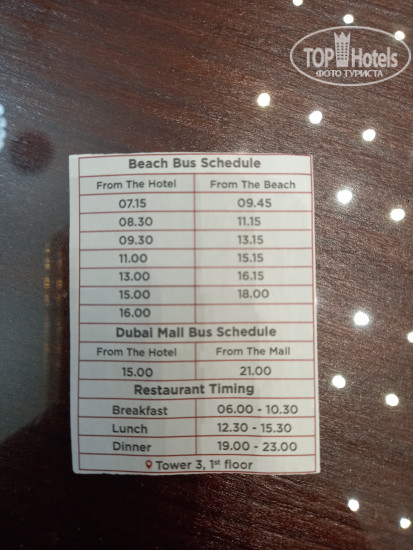 TOP Hotels
ФОТО ТУРИСТА
Beach Bus Schedule
From The Hotel From The Beach
07.15 09.45
08.30 11.15
09.30 13.15
11.00 15.15
13.00 16.15
15.00 18.00
16.00
Dubai Mall Bus Schedule
From The Hotel From The Mall
15.00 21.00
Restaurant Timing
Breakfast 06.00 - 10.30
Lunch 12.30 - 15.30
Dinner 19.00 - 23.00
Tower 3, 1st floor